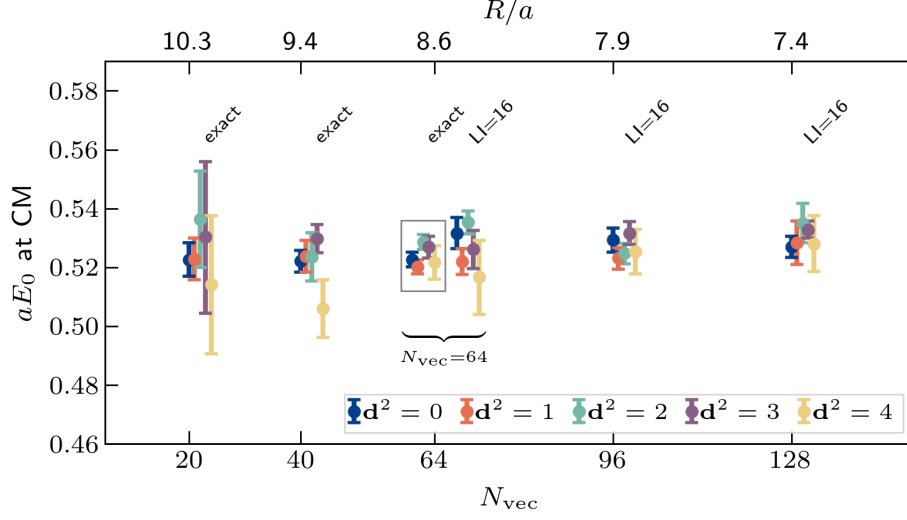 R/a
10.3 9.4 8.6 7.9 7.4
0.58
0.56
0.54
0.52
0.50
0.48
0.46
aE₀ at CM
exact
exact
exact
LI=16
LI=16
LI=16
N_vec=64
d² = 0 d² = 1 d² = 2 d² = 3 d² = 4
20 40 64 96 128
N_vec